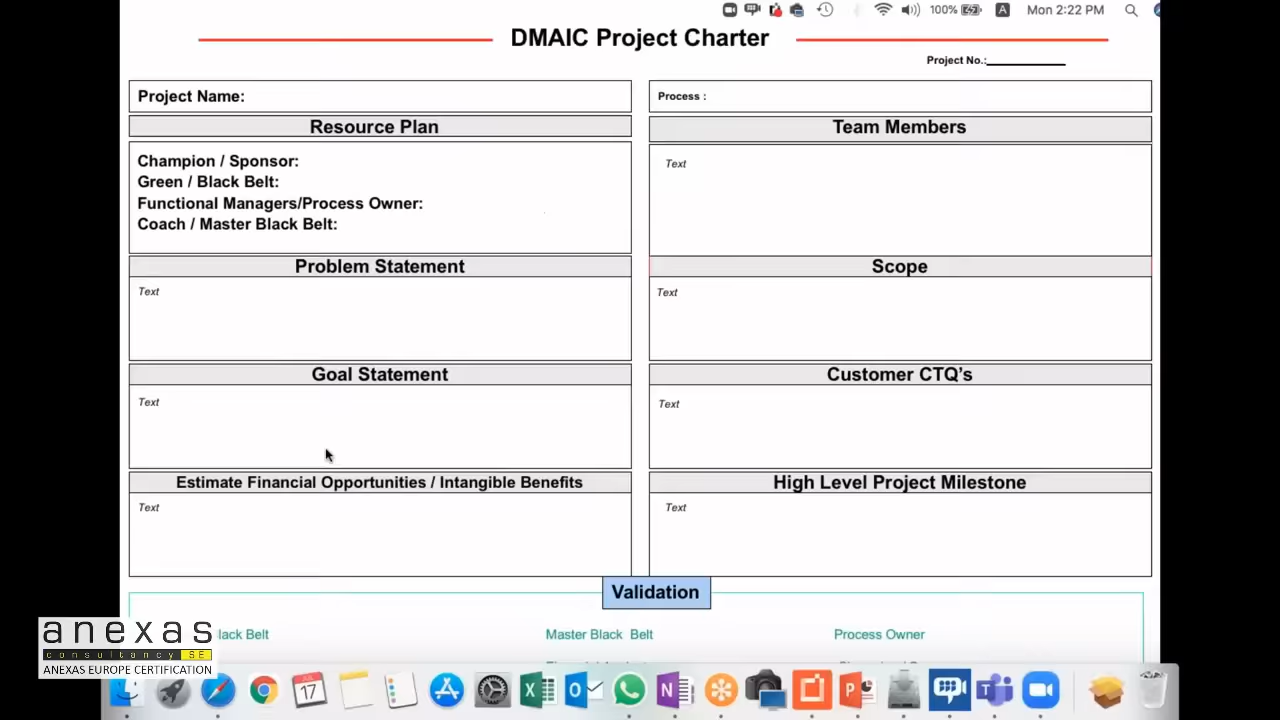 100%
A
Mon 2:22 PM
DMAIC Project Charter
Project No.:
Project Name:
Process :
Resource Plan
Team Members
Champion / Sponsor:
Green / Black Belt:
Functional Managers/Process Owner:
Coach / Master Black Belt:
Text
Problem Statement
Scope
Text
Text
Goal Statement
Customer CTQ's
Text
Text
Estimate Financial Opportunities / Intangible Benefits
High Level Project Milestone
Text
Text
Validation
Belt
Master Black Belt
Process Owner
anexas
consultancy SE
ANEXAS EUROPE CERTIFICATION
JUL
17